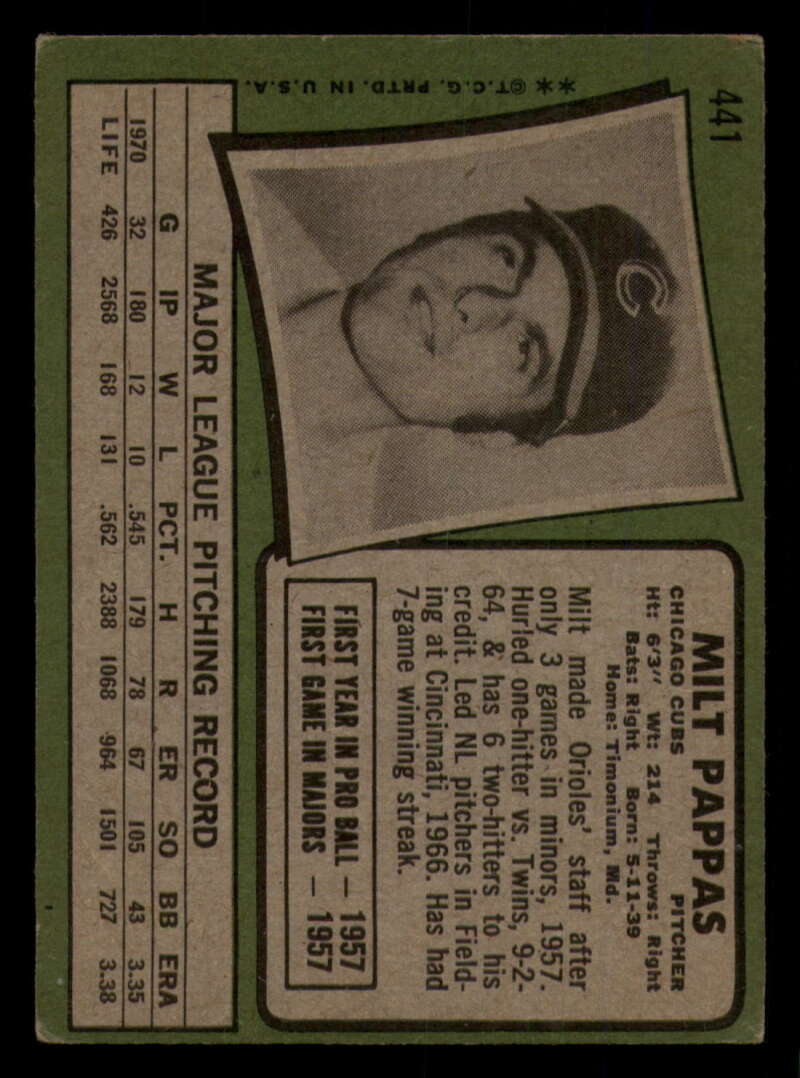 441
MILT PAPPAS
CHICAGO CUBS PITCHER
Ht: 6'3" Wt: 214 Throws: Right
Bats: Right Born: 5-11-39
Home: Timonium, Md.
Milt made Orioles' staff after
only 3 games in minors, 1957.
Hurled one-hitter vs. Twins, 9-2-
64, & has 6 two-hitters to his
credit. Led NL pitchers in Field-
ing at Cincinnati, 1966. Has had
7-game winning streak.
FIRST YEAR IN PRO BALL — 1957
FIRST GAME IN MAJORS — 1957
C
**©T.C.G. PRTD. IN U.S.A.
MAJOR LEAGUE PITCHING RECORD
G IP W L PCT. H R ER SO BB ERA
1970 32 180 12 10 .545 179 78 67 105 43 3.35
LIFE 426 2568 168 131 .562 2388 1068 964 1501 727 3.38